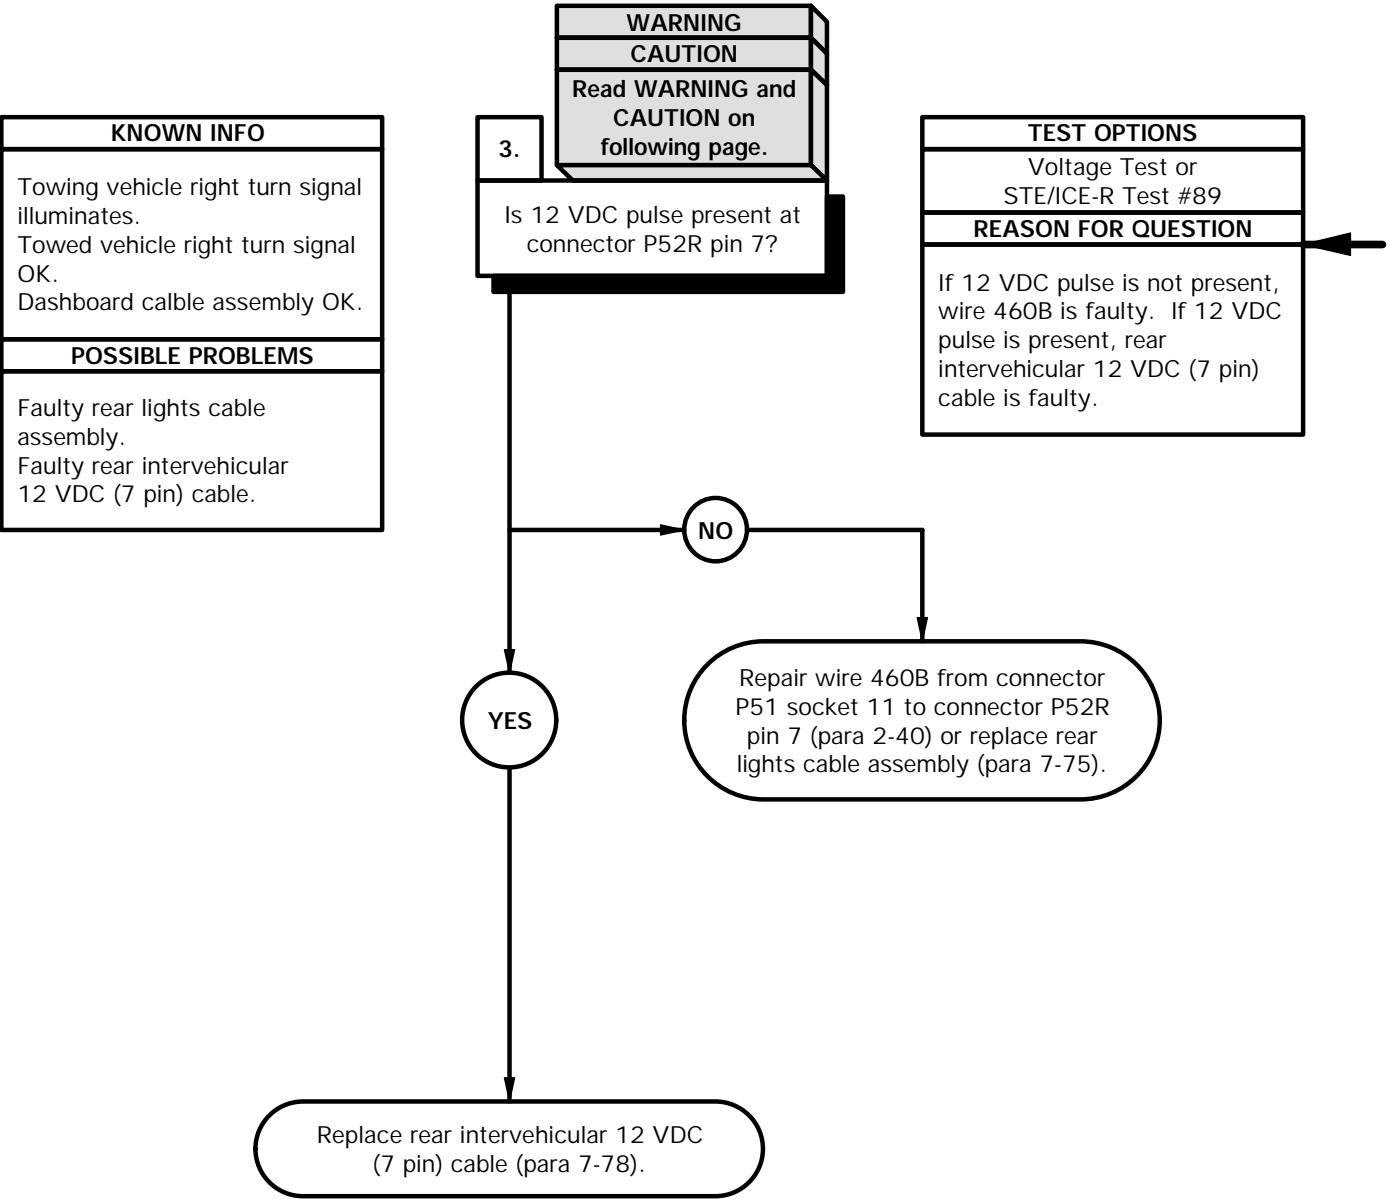 WARNING
CAUTION
Read WARNING and
CAUTION on
following page.
KNOWN INFO
Towing vehicle right turn signal
illuminates.
Towed vehicle right turn signal
OK.
Dashboard calble assembly OK.
POSSIBLE PROBLEMS
Faulty rear lights cable
assembly.
Faulty rear intervehicular
12 VDC (7 pin) cable.
3.
Is 12 VDC pulse present at
connector P52R pin 7?
TEST OPTIONS
Voltage Test or
STE/ICE-R Test #89
REASON FOR QUESTION
If 12 VDC pulse is not present,
wire 460B is faulty. If 12 VDC
pulse is present, rear
intervehicular 12 VDC (7 pin)
cable is faulty.
NO
Repair wire 460B from connector
P51 socket 11 to connector P52R
pin 7 (para 2-40) or replace rear
lights cable assembly (para 7-75).
YES
Replace rear intervehicular 12 VDC
(7 pin) cable (para 7-78).